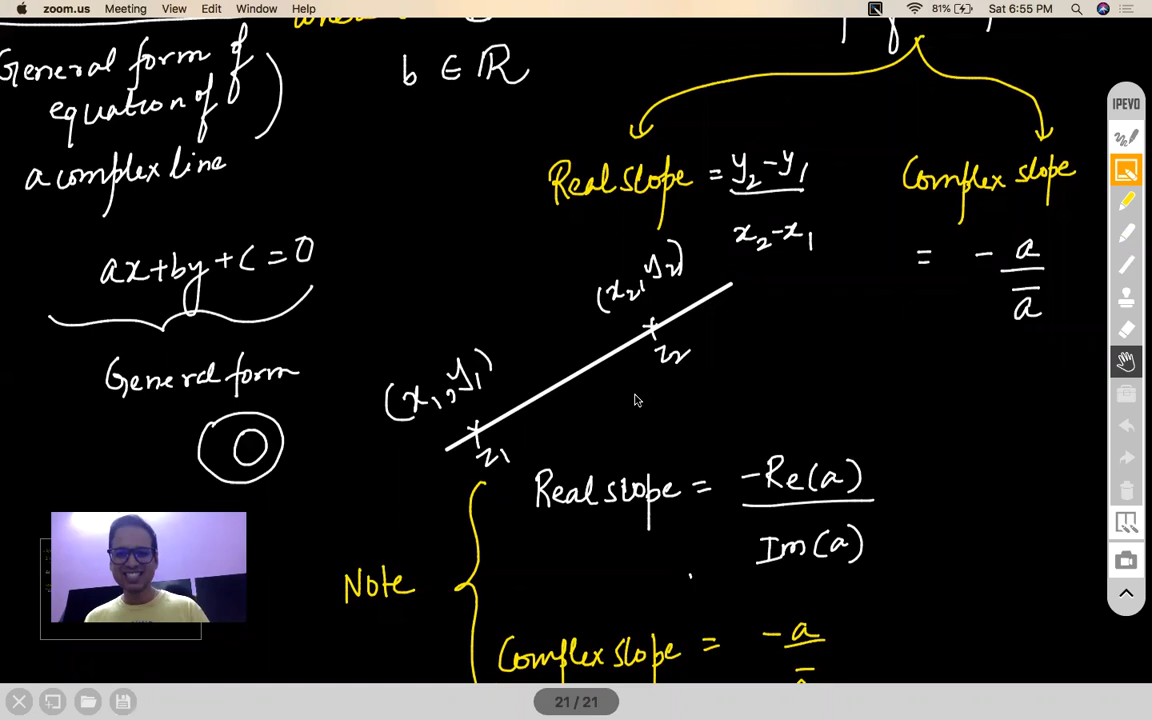 zoom.us Meeting View Edit Window Help
81% Sat 6:55 PM
where
b ∈ ℝ
General form of
equation of
a complex line
ax+by+c=0
General form
Real slope = y₂-y₁
x₂-x₁
Complex slope
= - a
a̅
(x₂, y₂)
z₂
(x₁, y₁)
z₁
Note
Real slope = -Re(a)
Im(a)
Complex slope = -a
IPEVO
21 / 21